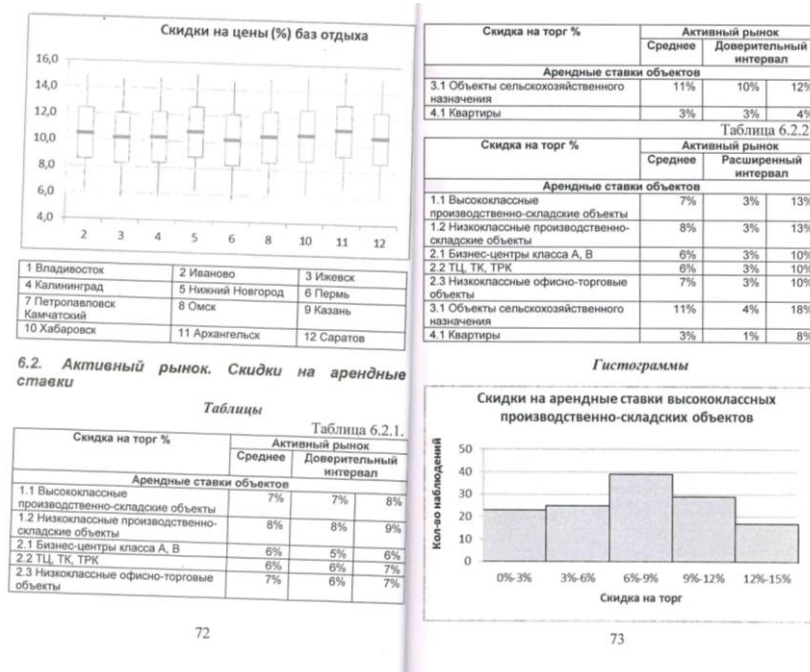 Скидки на цены (%) баз отдыха
16,0
14,0
12,0
10,0
8,0
6,0
4,0
2 3 4 5 6 8 10 11 12
1 Владивосток 2 Иваново 3 Ижевск
4 Калининград 5 Нижний Новгород 6 Пермь
7 Петропавловск 8 Омск 9 Казань
Камчатский
10 Хабаровск 11 Архангельск 12 Саратов
6.2. Активный рынок. Скидки на арендные
ставки
Таблицы
Таблица 6.2.1.
Скидка на торг % Активный рынок
Среднее Доверительный
интервал
Арендные ставки объектов
1.1 Высококлассные
производственно-складские объекты 7% 7% 8%
1.2 Низкоклассные производственно-
складские объекты 8% 8% 9%
2.1 Бизнес-центры класса А, В 6% 5% 6%
2.2 ТЦ, ТК, ТРК 6% 6% 7%
2.3 Низкоклассные офисно-торговые
объекты 7% 6% 7%
72
Скидка на торг % Активный рынок
Среднее Доверительный
интервал
Арендные ставки объектов
3.1 Объекты сельскохозяйственного
назначения 11% 10% 12%
4.1 Квартиры 3% 3% 4%
Таблица 6.2.2
Скидка на торг % Активный рынок
Среднее Расширенный
интервал
Арендные ставки объектов
1.1 Высококлассные
производственно-складские объекты 7% 3% 13%
1.2 Низкоклассные производственно-
складские объекты 8% 3% 13%
2.1 Бизнес-центры класса А, В 6% 3% 10%
2.2 ТЦ, ТК, ТРК 6% 3% 10%
2.3 Низкоклассные офисно-торговые
объекты 7% 3% 10%
3.1 Объекты сельскохозяйственного
назначения 11% 4% 18%
4.1 Квартиры 3% 1% 8%
Гистограммы
Скидки на арендные ставки высококлассных
производственно-складских объектов
Кол-во наблюдений
50
40
30
20
10
0
0%-3% 3%-6% 6%-9% 9%-12% 12%-15%
Скидка на торг
73